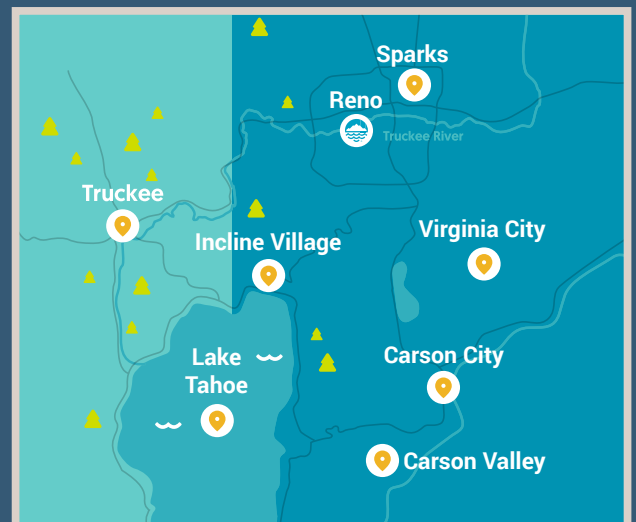 Sparks
Reno
Truckee River
Truckee
Virginia City
Incline Village
Lake
Tahoe
Carson City
Carson Valley